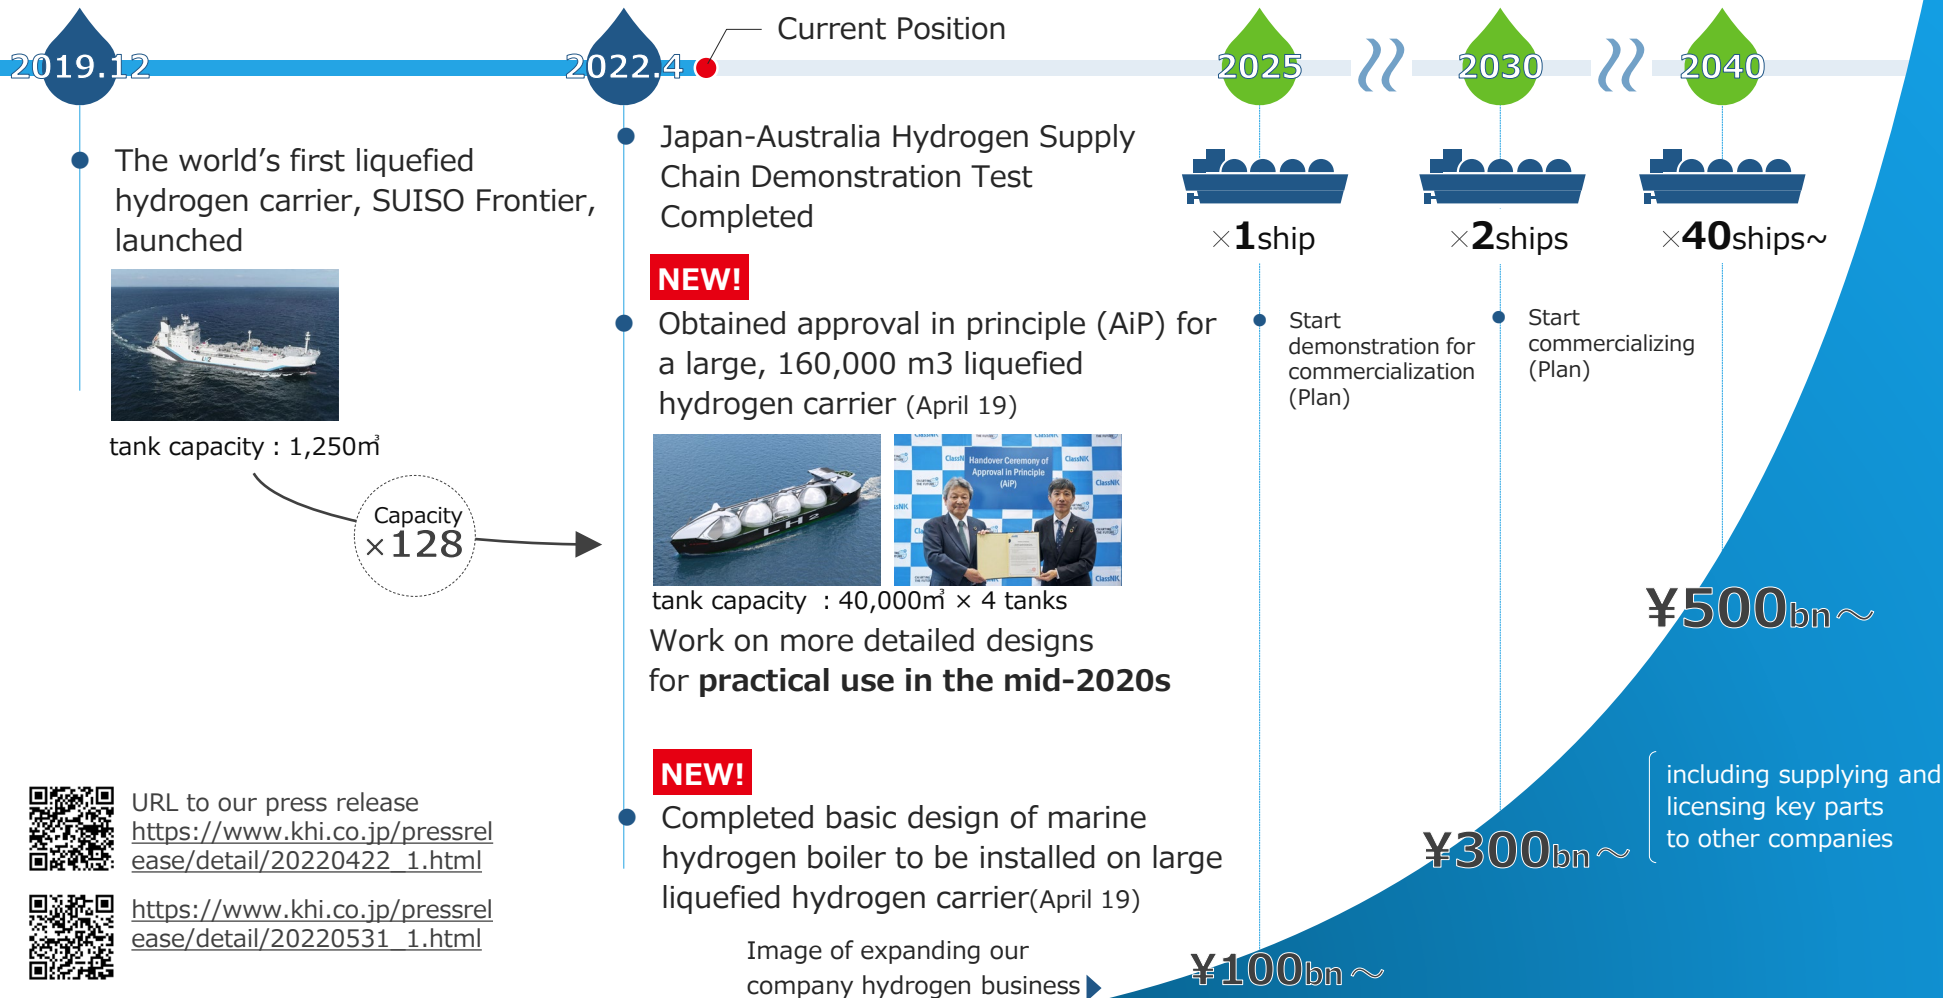 2019.12
2022.4
Current Position
2025
2030
2040
The world's first liquefied
hydrogen carrier, SUISO Frontier,
launched
tank capacity : 1,250㎥
Capacity
×128
Japan-Australia Hydrogen Supply
Chain Demonstration Test
Completed
NEW!
Obtained approval in principle (AiP) for
a large, 160,000 m3 liquefied
hydrogen carrier (April 19)
LH2
Handover Ceremony of
Approval in Principle
(AiP)
ClassNK
ClassNK
ClassNK
tank capacity : 40,000㎥ × 4 tanks
Work on more detailed designs
for practical use in the mid-2020s
NEW!
Completed basic design of marine
hydrogen boiler to be installed on large
liquefied hydrogen carrier(April 19)
×1ship
×2ships
×40ships~
Start
demonstration for
commercialization
(Plan)
Start
commercializing
(Plan)
¥500bn～
including supplying and
licensing key parts
to other companies
¥300bn～
¥100bn～
Image of expanding our
company hydrogen business
URL to our press release
https://www.khi.co.jp/pressrel
ease/detail/20220422_1.html
https://www.khi.co.jp/pressrel
ease/detail/20220531_1.html